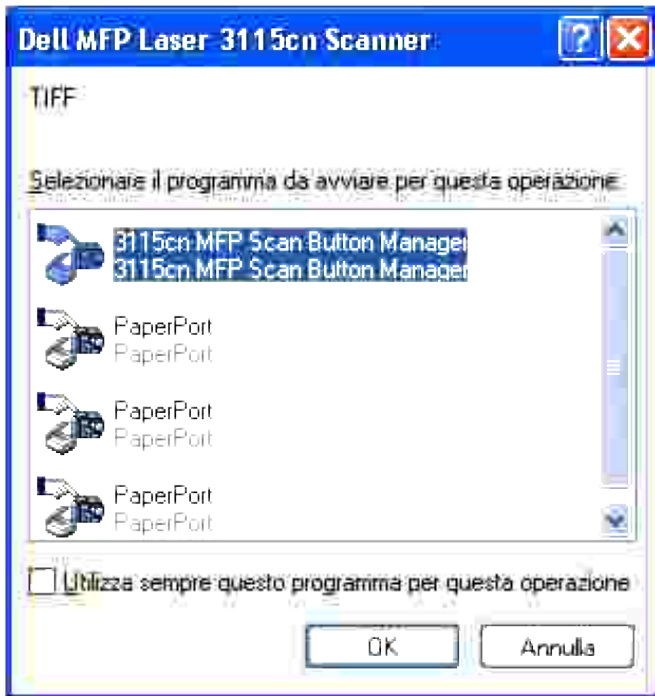 Dell MFP Laser 3115cn Scanner
TIFF
Selezionare il programma da avviare per questa operazione:
3115cn MFP Scan Button Manager
3115cn MFP Scan Button Manager
PaperPort
PaperPort
PaperPort
PaperPort
PaperPort
PaperPort
Utilizza sempre questo programma per questa operazione
OK
Annulla